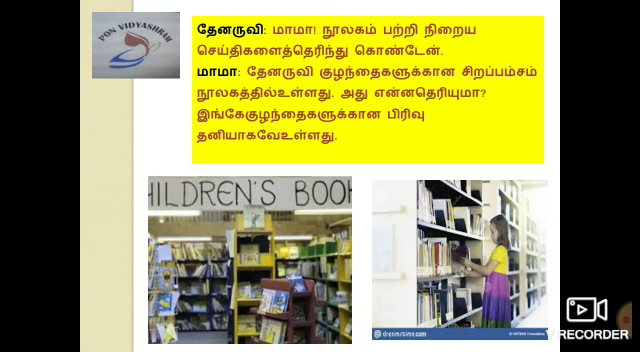 PON VIDYASHRAM
தேனருவி: மாமா! நூலகம் பற்றி நிறைய
செய்திகளைத்தெரிந்து கொண்டேன்.
மாமா: தேனருவி குழந்தைகளுக்கான சிறப்பம்சம்
நூலகத்தில்உள்ளது. அது என்னதெரியுமா?
இங்கேகுழந்தைகளுக்கான பிரிவு
தனியாகவேஉள்ளது.
HILDREN'S BOOK
dreamstime.com
RECORDER